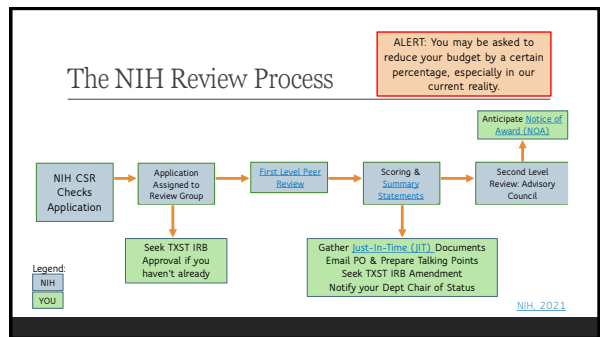 The NIH Review Process
ALERT: You may be asked to
reduce your budget by a certain
percentage, especially in our
current reality.
Anticipate Notice of
Award (NOA)
NIH CSR
Checks
Application
Application
Assigned to
Review Group
First Level Peer
Review
Scoring &
Summary
Statements
Second Level
Review: Advisory
Council
Seek TXST IRB
Approval if you
haven't already
Gather Just-In-Time (JIT) Documents
Email PO & Prepare Talking Points
Seek TXST IRB Amendment
Notify your Dept Chair of Status
Legend:
NIH
YOU
NIH, 2021